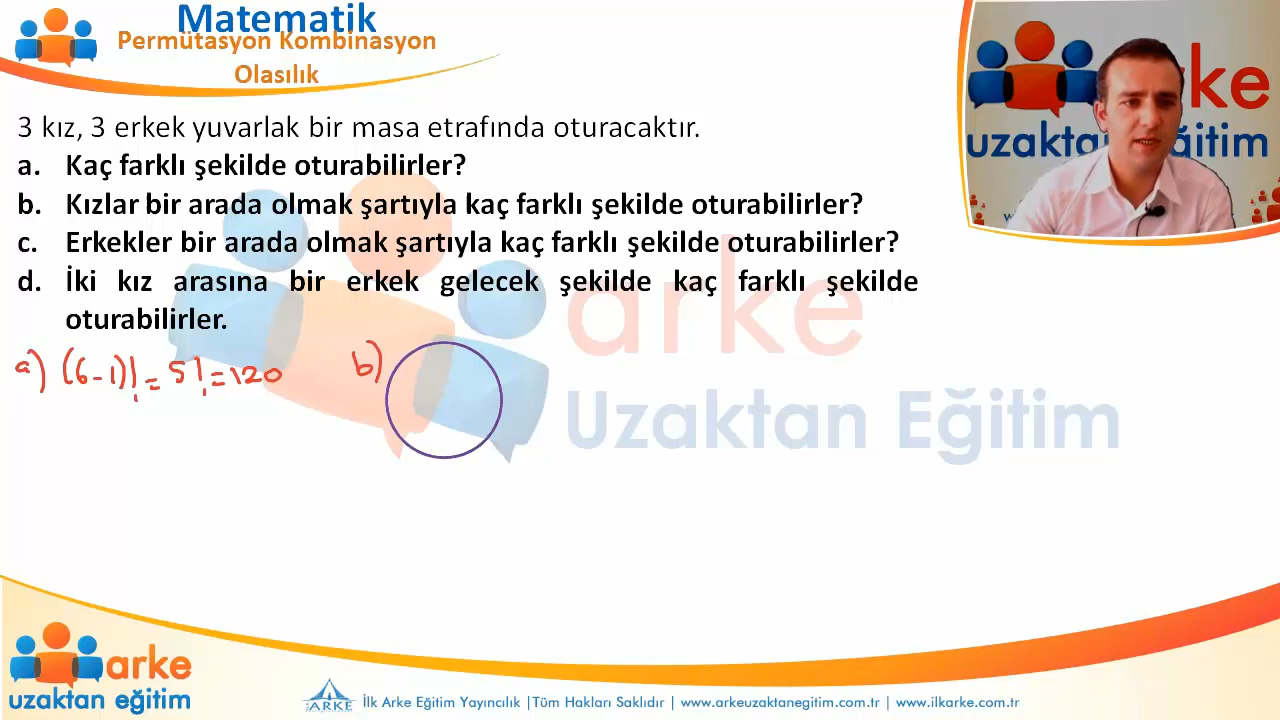 Matematik
Permütasyon Kombinasyon
Olasılık
arke
uzaktan eğitim
3 kız, 3 erkek yuvarlak bir masa etrafında oturacaktır.
a. Kaç farklı şekilde oturabilirler?
b. Kızlar bir arada olmak şartıyla kaç farklı şekilde oturabilirler?
c. Erkekler bir arada olmak şartıyla kaç farklı şekilde oturabilirler?
d. İki kız arasına bir erkek gelecek şekilde kaç farklı şekilde
oturabilirler.
a) (6-1)! = 5! = 120 b)
arke
Uzaktan Eğitim
arke
uzaktan eğitim
ARKE
İlk Arke Eğitim Yayıncılık |Tüm Hakları Saklıdır | www.arkeuzaktanegitim.com.tr | www.ilkarke.com.tr